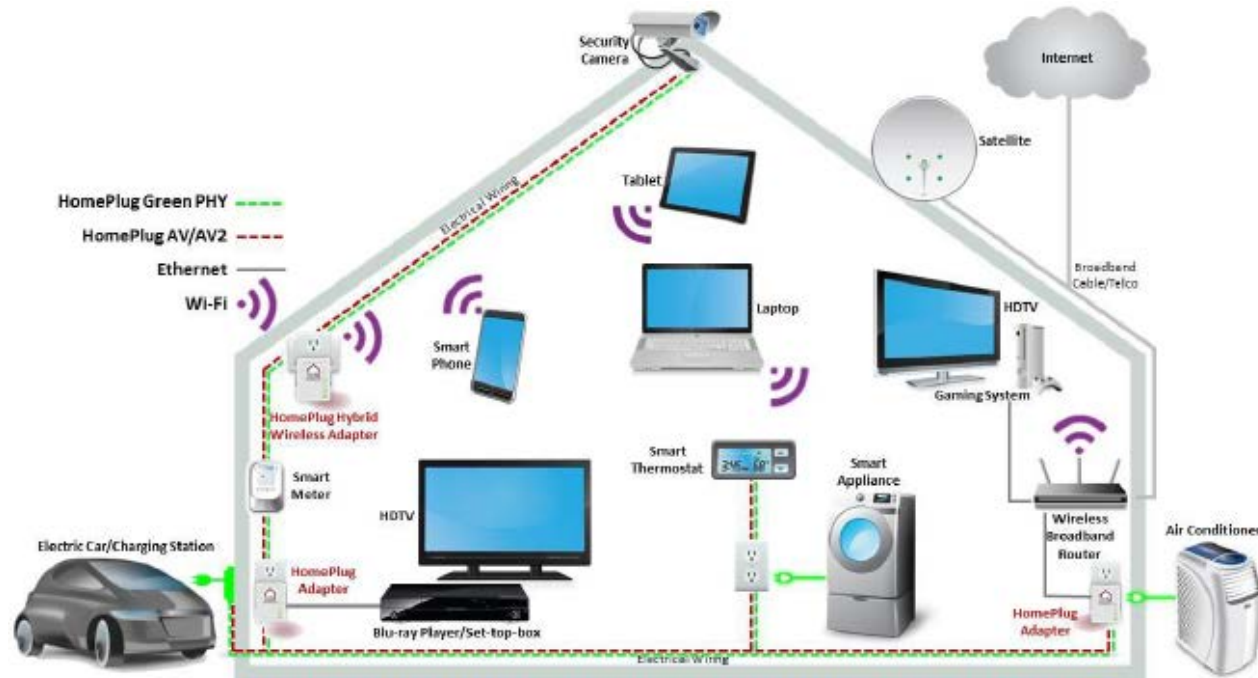 Security
Camera
Internet
Satellite
Tablet
Electrical Wiring
HomePlug Green PHY
HomePlug AV/AV2
Ethernet
Wi-Fi
Broadband
Cable/Telco
Laptop
HDTV
Smart
Phone
Gaming System
HomePlug Hybrid
Wireless Adapter
Smart
Thermostat
3:45
68°
Smart
Appliance
Smart
Meter
HDTV
Wireless
Broadband
Router
Air Conditioner
Electric Car/Charging Station
HomePlug
Adapter
HomePlug
Adapter
Blu-ray Player/Set-top-box
Electrical Wiring